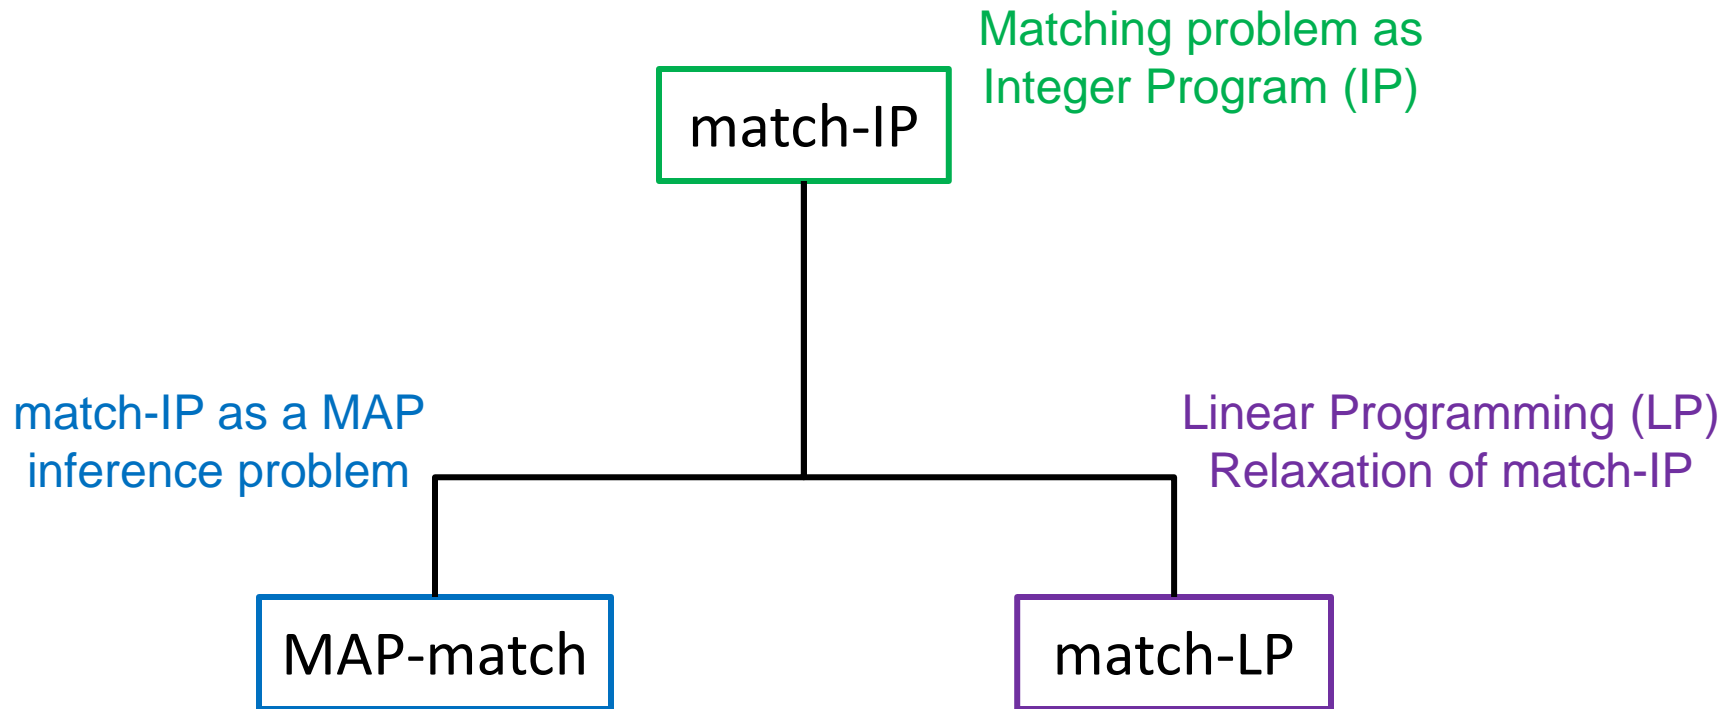 Matching problem as
Integer Program (IP)
match-IP
match-IP as a MAP
inference problem
Linear Programming (LP)
Relaxation of match-IP
MAP-match
match-LP